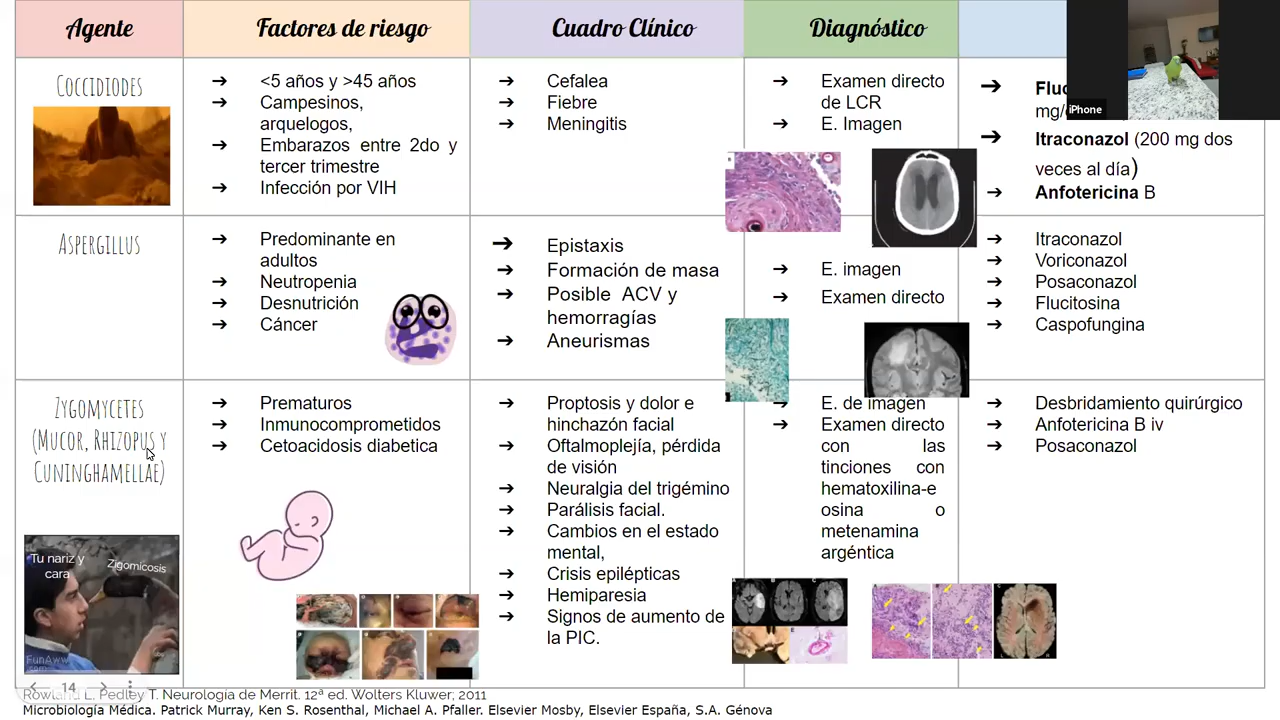 Agente
Factores de riesgo
Cuadro Clínico
Diagnóstico
iPhone
COCCIDIODES
➔ <5 años y >45 años
➔ Campesinos,
arquelogos,
➔ Embarazos entre 2do y
tercer trimestre
➔ Infección por VIH
➔ Cefalea
➔ Fiebre
➔ Meningitis
➔ Examen directo
de LCR
➔ E. Imagen
➔ Itraconazol (200 mg dos
veces al día)
➔ Anfotericina B
ASPERGILLUS
➔ Predominante en
adultos
➔ Neutropenia
➔ Desnutrición
➔ Cáncer
➔ Epistaxis
➔ Formación de masa
➔ Posible ACV y
hemorragías
➔ Aneurismas
➔ E. imagen
➔ Examen directo
➔ Itraconazol
➔ Voriconazol
➔ Posaconazol
➔ Flucitosina
➔ Caspofungina
ZYGOMYCETES
(MUCOR, RHIZOPUS Y
CUNINGHAMELLAE)
Tu nariz y
cara
Zigomicosis
FunAww
.com
➔ Prematuros
➔ Inmunocomprometidos
➔ Cetoacidosis diabetica
➔ Proptosis y dolor e
hinchazón facial
➔ Oftalmoplejía, pérdida
de visión
➔ Neuralgia del trigémino
➔ Parálisis facial.
➔ Cambios en el estado
mental,
➔ Crisis epilépticas
➔ Hemiparesia
➔ Signos de aumento de
la PIC.
➔ E. de imagen
➔ Examen directo
con las
tinciones con
hematoxilina-e
osina o
metenamina
argéntica
➔ Desbridamiento quirúrgico
➔ Anfotericina B iv
➔ Posaconazol
14
Rowland L, Pedley T. Neurología de Merrit. 12ª ed. Wolters Kluwer; 2011
Microbiología Médica. Patrick Murray, Ken S. Rosenthal, Michael A. Pfaller. Elsevier Mosby, Elsevier España, S.A. Génova